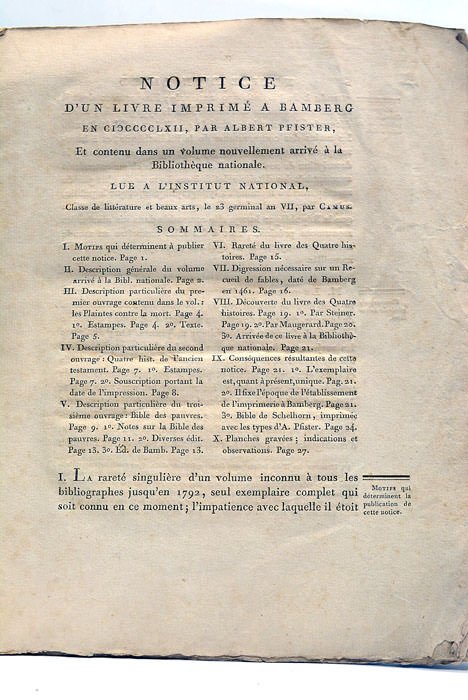 NOTICE
D'UN LIVRE IMPRIMÉ A BAMBERG
EN CIƆCCCCLXII, PAR ALBERT PFISTER,
Et contenu dans un volume nouvellement arrivé à la
Bibliothèque nationale.
LUE A L'INSTITUT NATIONAL,
Classe de littérature et beaux arts, le 23 germinal an VII, par CAMUS.
SOMMAIRES.
I. MOTIFS qui déterminent à publier
cette notice. Page 1.
II. Description générale du volume
arrivé à la Bibl. nationale. Page 2.
III. Description particulière du pre-
mier ouvrage contenu dans le vol. :
les Plaintes contre la mort. Page 4.
1º. Estampes. Page 4. 2º. Texte.
Page 5.
IV. Description particulière du second
ouvrage : Quatre hist. de l'ancien
testament. Page 7. 1º. Estampes.
Page 7. 2º. Souscription portant la
date de l'impression. Page 8.
V. Description particulière du troi-
sième ouvrage : Bible des pauvres.
Page 9. 1º. Notes sur la Bible des
pauvres. Page 11. 2º. Diverses édit.
Page 13. 3º. Éd. de Bamb. Page 13.
VI. Rareté du livre des Quatre his-
toires. Page 15.
VII. Digression nécessaire sur un Re-
cueil de fables, daté de Bamberg
en 1461. Page 16.
VIII. Découverte du livre des Quatre
histoires. Page 19. 1º. Par Steiner.
Page 19. 2º. Par Maugerard. Page 20.
3º. Arrivée de ce livre à la Bibliothè-
que nationale. Page 21.
IX. Conséquences résultantes de cette
notice. Page 21. 1º. L'exemplaire
est, quant à présent, unique. Pag. 21.
2º. Il fixe l'époque de l'établissement
de l'imprimerie à Bamberg. Page 21.
3º. Bible de Schelhorn, imprimée
avec les types d'A. Pfister. Page 24.
X. Planches gravées ; indications et
observations. Page 27.
I. LA rareté singulière d'un volume inconnu à tous les
bibliographes jusqu'en 1792, seul exemplaire complet qui
soit connu en ce moment ; l'impatience avec laquelle il étoit
MOTIFS qui
déterminent la
publication de
cette notice.